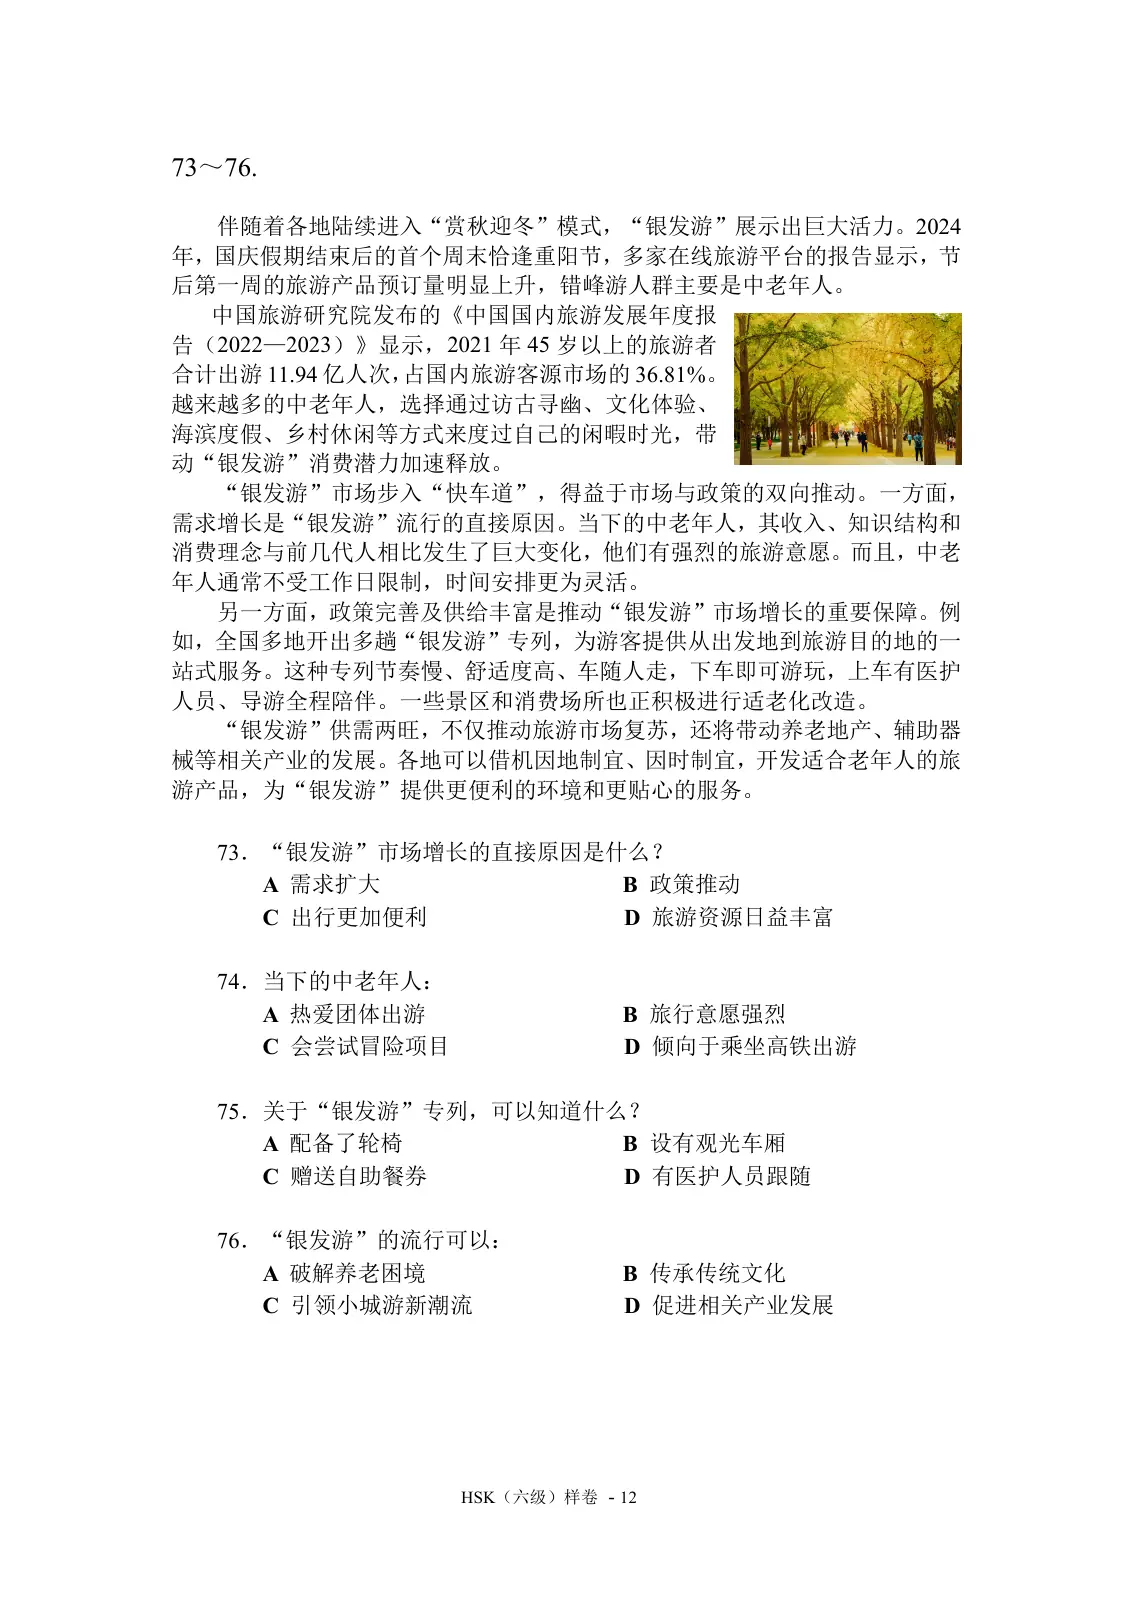 73～76.
伴随着各地陆续进入“赏秋迎冬”模式，“银发游”展示出巨大活力。2024
年，国庆假期结束后的首个周末恰逢重阳节，多家在线旅游平台的报告显示，节
后第一周的旅游产品预订量明显上升，错峰游人群主要是中老年人。
中国旅游研究院发布的《中国国内旅游发展年度报
告（2022—2023）》显示，2021 年 45 岁以上的旅游者
合计出游 11.94 亿人次，占国内旅游客源市场的 36.81%。
越来越多的中老年人，选择通过访古寻幽、文化体验、
海滨度假、乡村休闲等方式来度过自己的闲暇时光，带
动“银发游”消费潜力加速释放。
“银发游”市场步入“快车道”，得益于市场与政策的双向推动。一方面，
需求增长是“银发游”流行的直接原因。当下的中老年人，其收入、知识结构和
消费理念与前几代人相比发生了巨大变化，他们有强烈的旅游意愿。而且，中老
年人通常不受工作日限制，时间安排更为灵活。
另一方面，政策完善及供给丰富是推动“银发游”市场增长的重要保障。例
如，全国多地开出多趟“银发游”专列，为游客提供从出发地到旅游目的地的一
站式服务。这种专列节奏慢、舒适度高、车随人走，下车即可游玩，上车有医护
人员、导游全程陪伴。一些景区和消费场所也正积极进行适老化改造。
“银发游”供需两旺，不仅推动旅游市场复苏，还将带动养老地产、辅助器
械等相关产业的发展。各地可以借机因地制宜、因时制宜，开发适合老年人的旅
游产品，为“银发游”提供更便利的环境和更贴心的服务。
73．“银发游”市场增长的直接原因是什么？
A 需求扩大 B 政策推动
C 出行更加便利 D 旅游资源日益丰富
74．当下的中老年人：
A 热爱团体出游 B 旅行意愿强烈
C 会尝试冒险项目 D 倾向于乘坐高铁出游
75．关于“银发游”专列，可以知道什么？
A 配备了轮椅 B 设有观光车厢
C 赠送自助餐券 D 有医护人员跟随
76．“银发游”的流行可以：
A 破解养老困境 B 传承传统文化
C 引领小城游新潮流 D 促进相关产业发展
HSK（六级）样卷 - 12